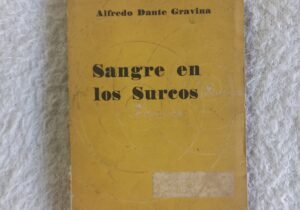 Alfredo Dante Gravina
Sangre en
los Surcos